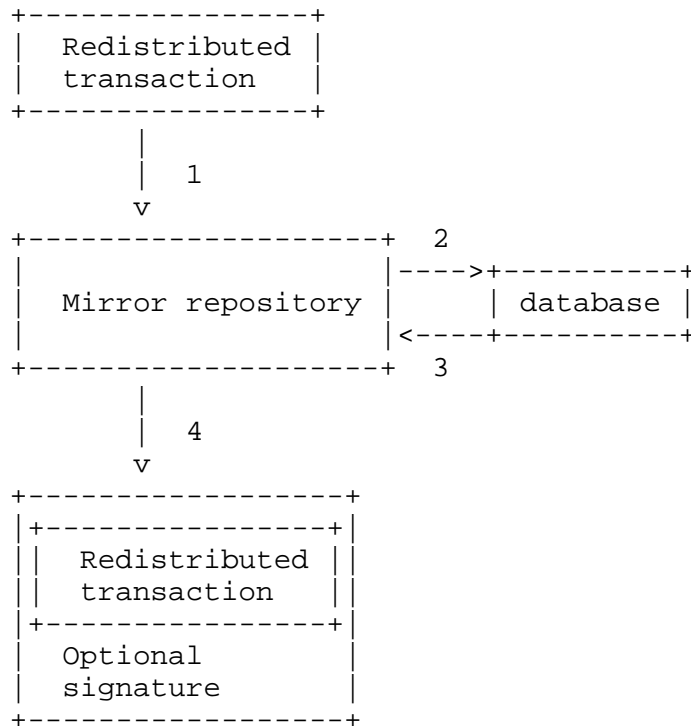 Redistributed
transaction
1
2
Mirror repository
database
3
4
Redistributed
transaction
Optional
signature